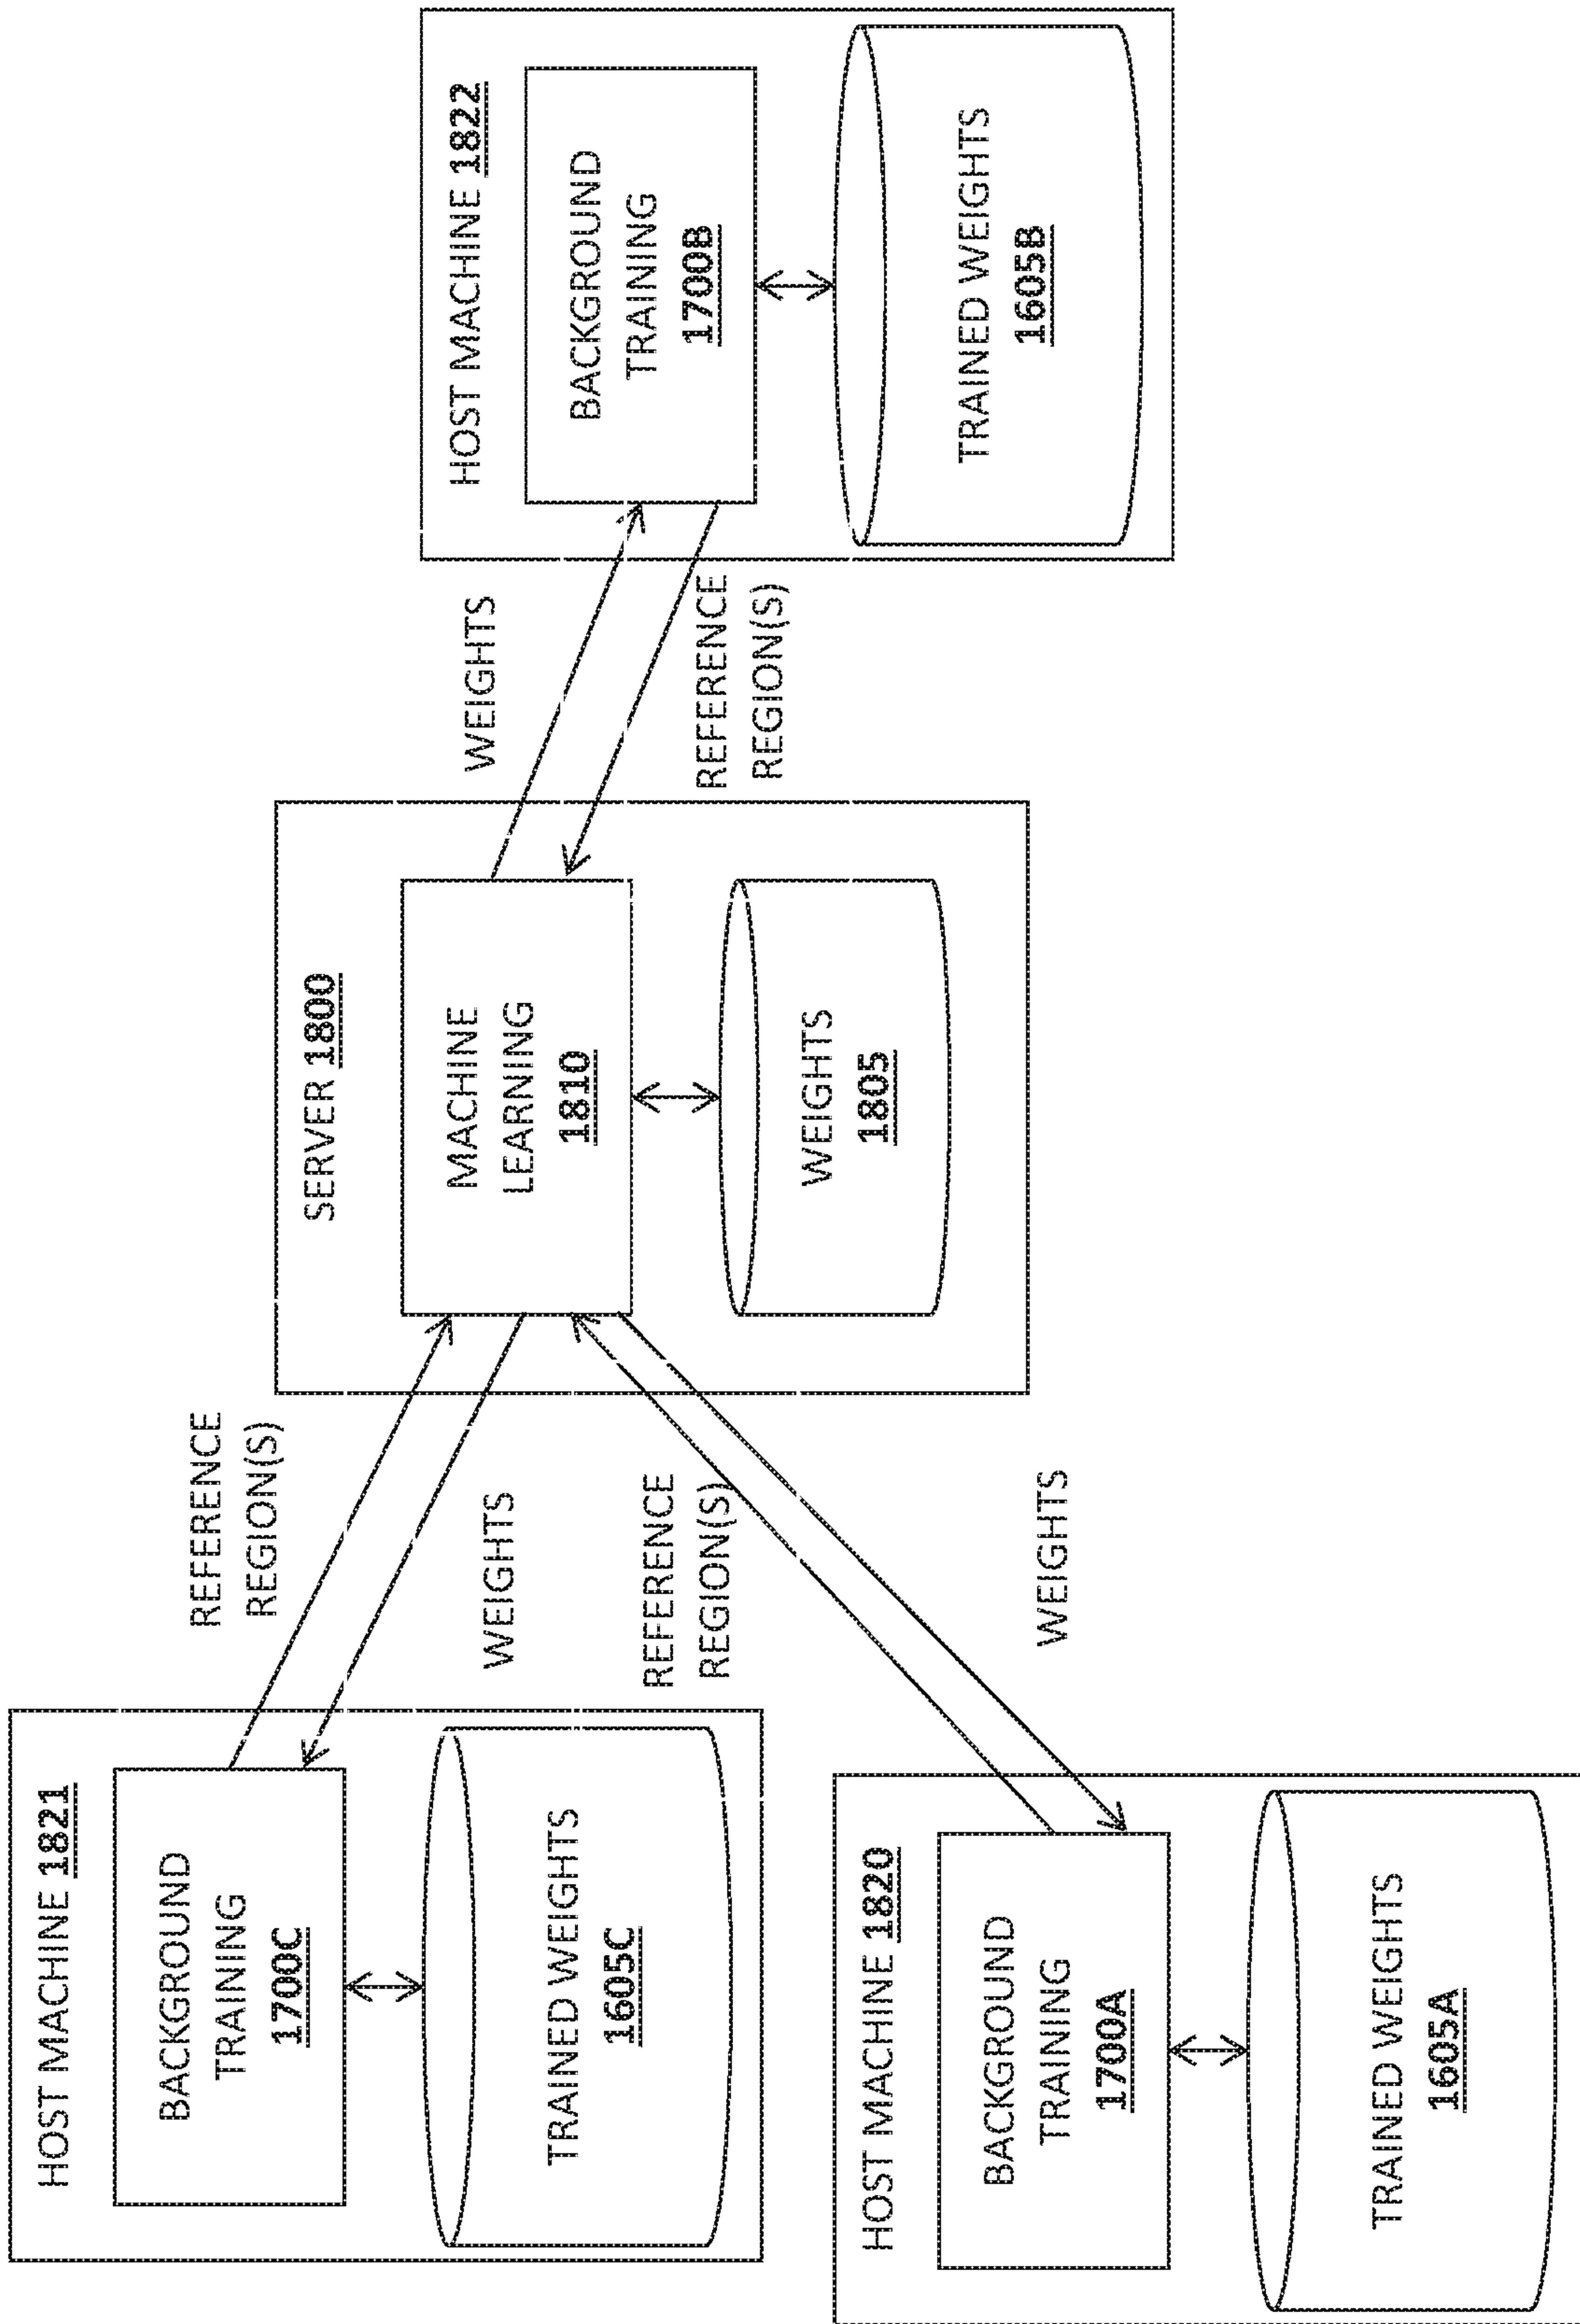 HOST MACHINE 1821
BACKGROUND
TRAINING
1700C
TRAINED WEIGHTS
1605C
REFERENCE
REGION(S)
WEIGHTS
SERVER 1800
MACHINE
LEARNING
1810
WEIGHTS
1805
WEIGHTS
REFERENCE
REGION(S)
HOST MACHINE 1822
BACKGROUND
TRAINING
1700B
TRAINED WEIGHTS
1605B
HOST MACHINE 1820
BACKGROUND
TRAINING
1700A
TRAINED WEIGHTS
1605A
REFERENCE
REGION(S)
WEIGHTS